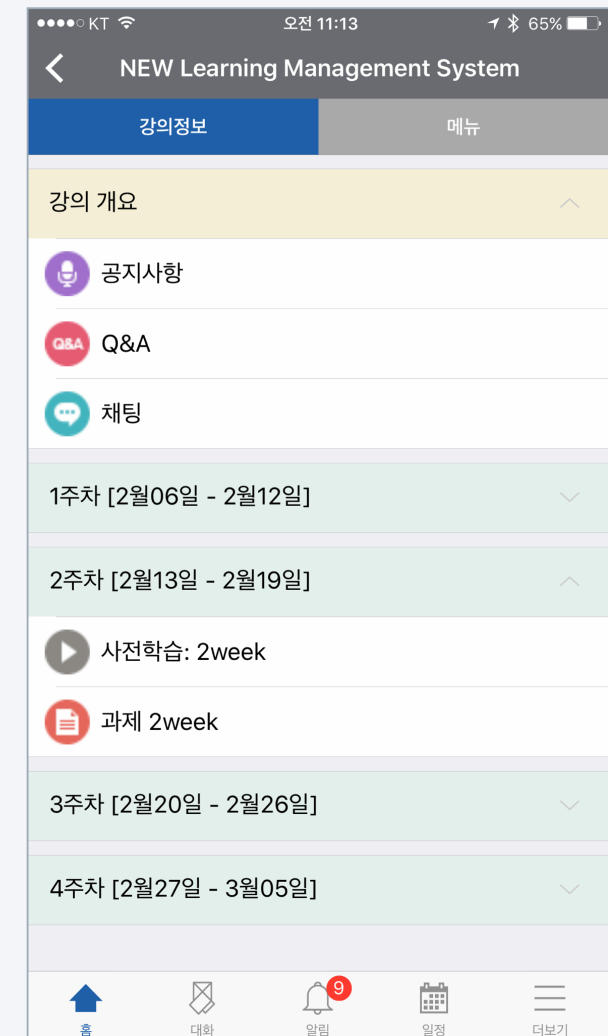 KT 오전 11:13 65%
NEW Learning Management System
강의정보 메뉴
강의 개요
공지사항
Q&A Q&A
채팅
1주차 [2월06일 - 2월12일]
2주차 [2월13일 - 2월19일]
사전학습: 2week
과제 2week
3주차 [2월20일 - 2월26일]
4주차 [2월27일 - 3월05일]
9
홈 대화 알림 일정 더보기